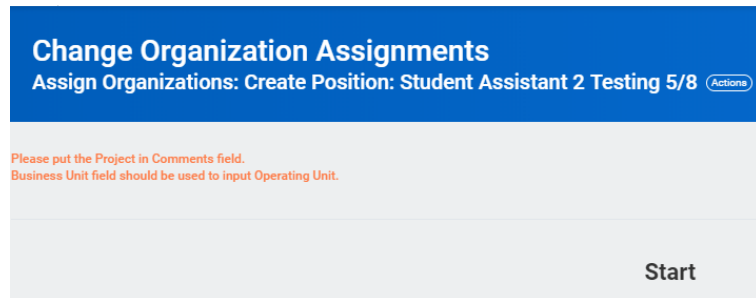 Change Organization Assignments
Assign Organizations: Create Position: Student Assistant 2 Testing 5/8 Actions
Please put the Project in Comments field.
Business Unit field should be used to input Operating Unit.
Start